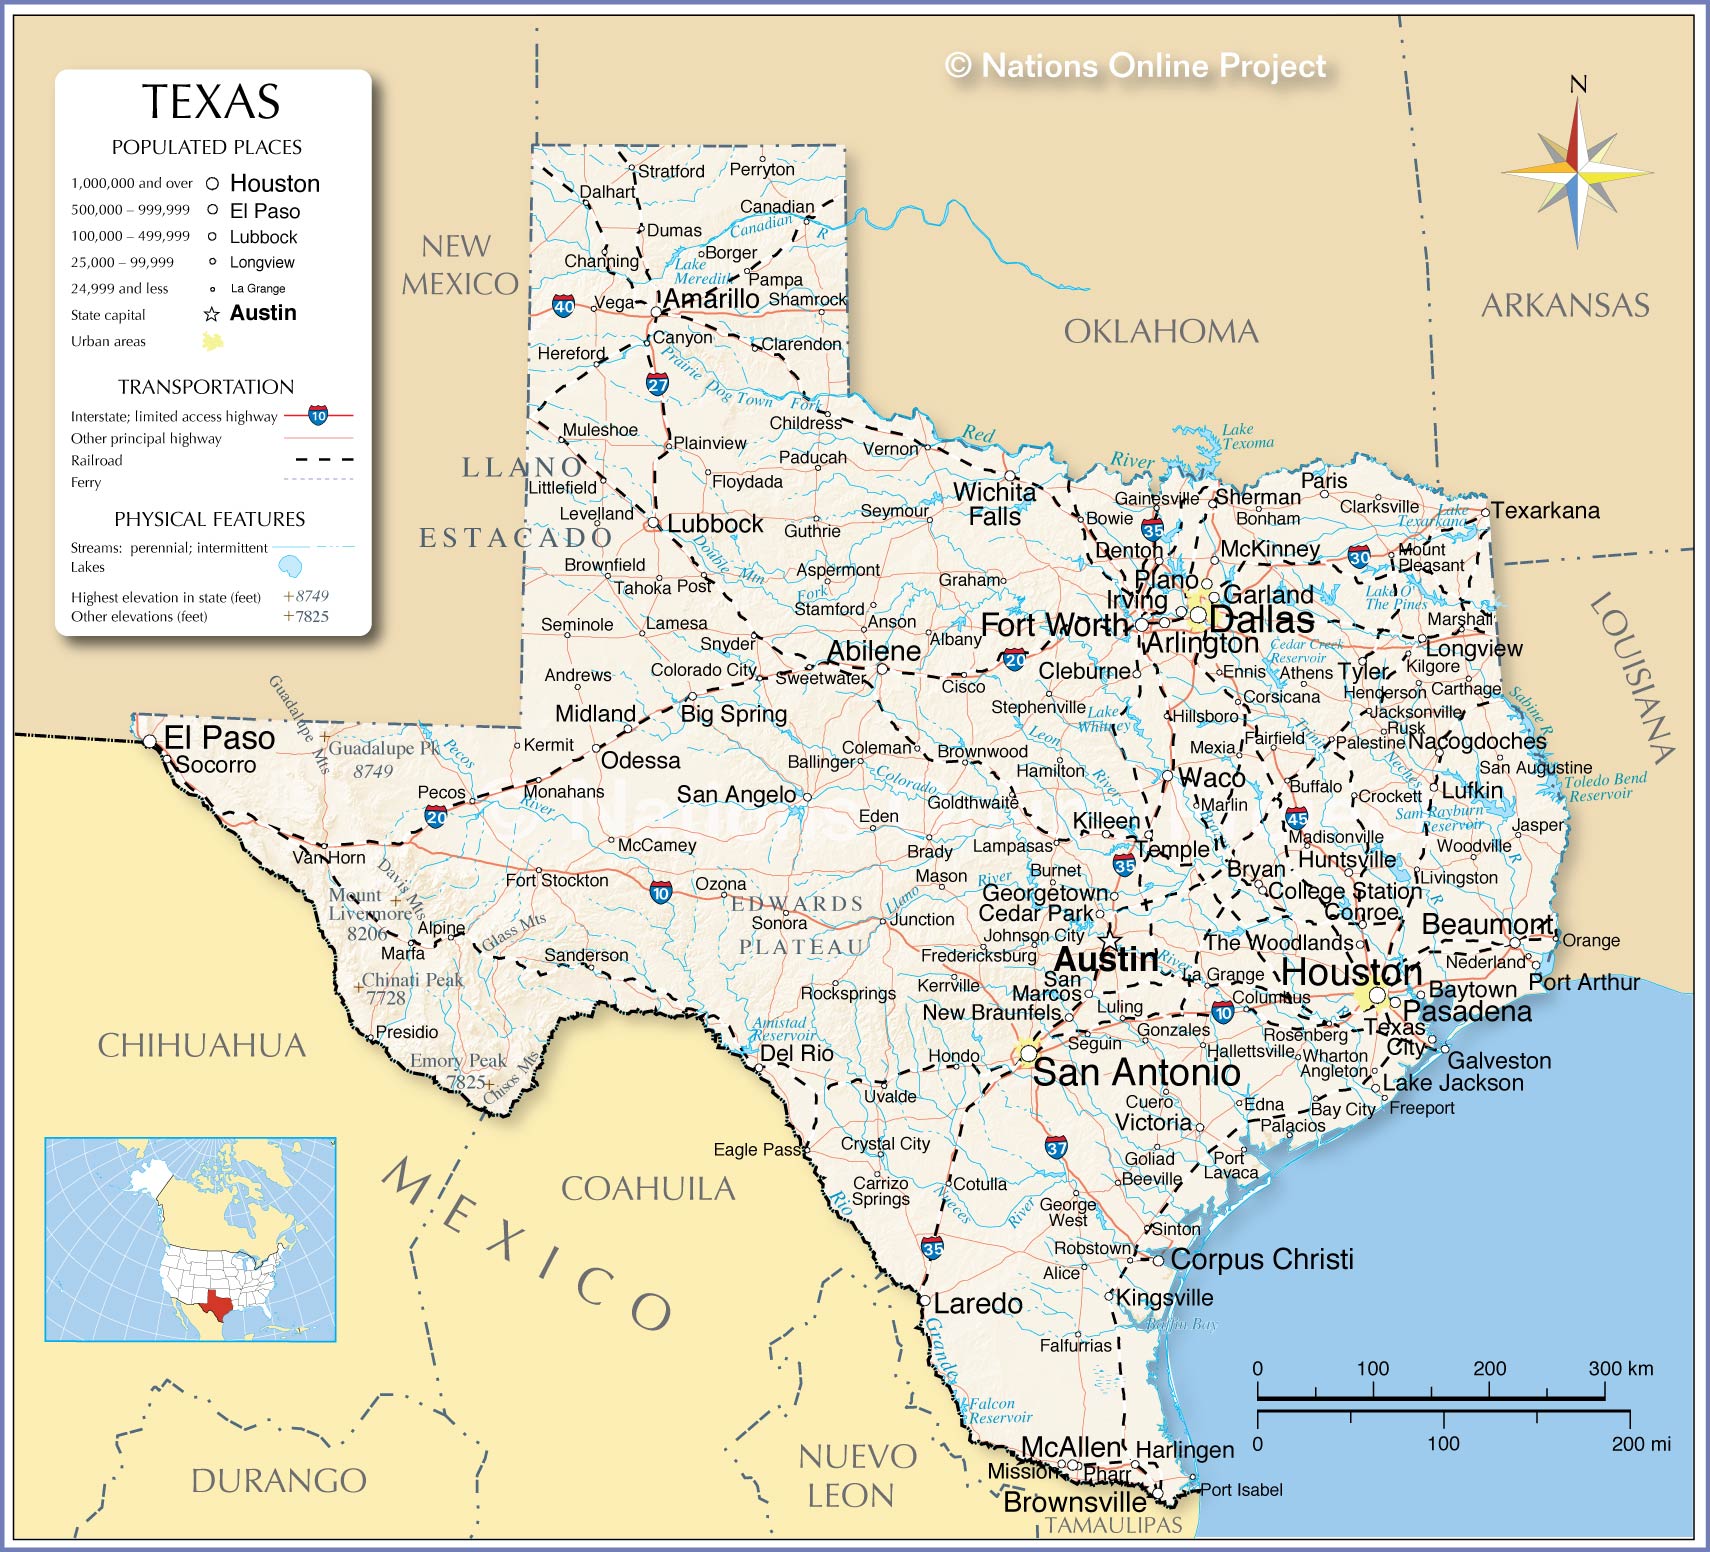 © Nations Online Project
N
TEXAS
POPULATED PLACES
1,000,000 and over Houston
500,000 – 999,999 El Paso
100,000 – 499,999 Lubbock
25,000 – 99,999 Longview
24,999 and less La Grange
State capital Austin
Urban areas
TRANSPORTATION
Interstate; limited access highway 10
Other principal highway
Railroad
Ferry
PHYSICAL FEATURES
Streams: perennial; intermittent
Lakes
Highest elevation in state (feet) +8749
Other elevations (feet) +7825
NEW
MEXICO
OKLAHOMA
ARKANSAS
LOUISIANA
LLANO
ESTACADO
Stratford
Perryton
Dalhart
Canadian
Canadian
R
Dumas
Borger
Channing
Lake
Meredith
Pampa
40
Vega
Amarillo
Shamrock
Canyon
Clarendon
Hereford
27
Prairie Dog Town Fork
Childress
Muleshoe
Plainview
Vernon
Red
River
Lake
Texoma
Paducah
Littlefield
Floydada
Wichita
Falls
Gainesville
Sherman
Paris
Clarksville
Levelland
Lubbock
Guthrie
Seymour
Bowie
35
Bonham
Lake
Texarkana
Texarkana
Denton
McKinney
30
Mount
Pleasant
Brownfield
Tahoka
Post
Double Mtn
Fork
Aspermont
Graham
Plano
Irving
Garland
Lake O'
The Pines
Stamford
Seminole
Lamesa
Anson
Albany
Fort Worth
Dallas
Marshall
Snyder
Abilene
20
Arlington
Cedar Creek
Reservoir
Longview
Andrews
Colorado City
Sweetwater
Cisco
Cleburne
Ennis
Athens
Tyler
Kilgore
Henderson
Carthage
Midland
Big Spring
Stephenville
Lake
Whitney
Hillsboro
Corsicana
Jacksonville
Rusk
Sabine R
El Paso
Socorro
Guadalupe Mts
Guadalupe Pk
8749
Pecos
River
Kermit
Odessa
Coleman
Ballinger
Brownwood
Leon
River
Hamilton
Mexia
Fairfield
Trinity
Palestine
Nacogdoches
Neches
R
San Augustine
Toledo Bend
Reservoir
Pecos
Monahans
San Angelo
Colorado
River
Goldthwaite
Waco
Marlin
Buffalo
Crockett
Lufkin
20
Eden
Killeen
45
Sam Rayburn
Reservoir
Jasper
McCamey
Brady
Lampasas
Temple
Madisonville
Woodville
Van Horn
Davis Mts
Fort Stockton
10
Ozona
Mason
Burnet
35
Bryan
Huntsville
Livingston
Mount
Livermore
8206
EDWARDS
PLATEAU
Sonora
Llano
Junction
Georgetown
Cedar Park
College Station
Conroe
Beaumont
Alpine
Glass Mts
Marfa
Sanderson
Johnson City
Fredericksburg
Austin
River
The Woodlands
Nederland
Orange
Port Arthur
Chinati Peak
7728
Rocksprings
Kerrville
San
Marcos
La Grange
Houston
Baytown
New Braunfels
Luling
10
Columbus
Pasadena
Presidio
Amistad
Reservoir
Del Rio
Hondo
Seguin
Gonzales
Rosenberg
Texas
City
CHIHUAHUA
Emory Peak
7825
Chisos Mts
San Antonio
Hallettsville
Wharton
Angleton
Galveston
Lake Jackson
Uvalde
Cuero
Edna
Bay City
Freeport
Victoria
Palacios
Eagle Pass
Crystal City
37
Goliad
Port
Lavaca
COAHUILA
Carrizo
Springs
Cotulla
Beeville
Rio
Nueces
River
George
West
Sinton
MEXICO
35
Robstown
Corpus Christi
Alice
Laredo
Kingsville
Grande
Baffin Bay
Falfurrias
Falcon
Reservoir
0 100 200 300 km
0 100 200 mi
DURANGO
NUEVO
LEON
McAllen
Harlingen
Mission
Pharr
Port Isabel
Brownsville
TAMAULIPAS